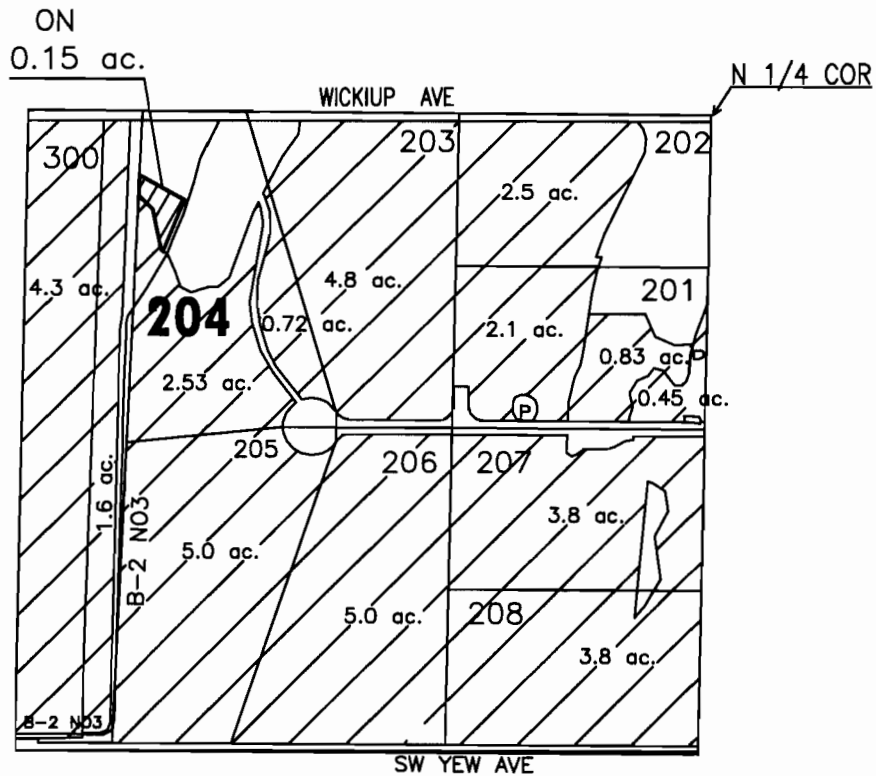 ON
0.15 ac.
N 1/4 COR
WICKIUP AVE
300
203
202
2.5 ac.
4.3 ac.
4.8 ac.
201
204
0.72 ac.
2.1 ac.
0.83 ac.
2.53 ac.
0.45 ac.
P
205
206
207
1.6 ac.
B-2 NO3
3.8 ac.
5.0 ac.
5.0 ac.
208
3.8 ac.
B-2 NO3
SW YEW AVE